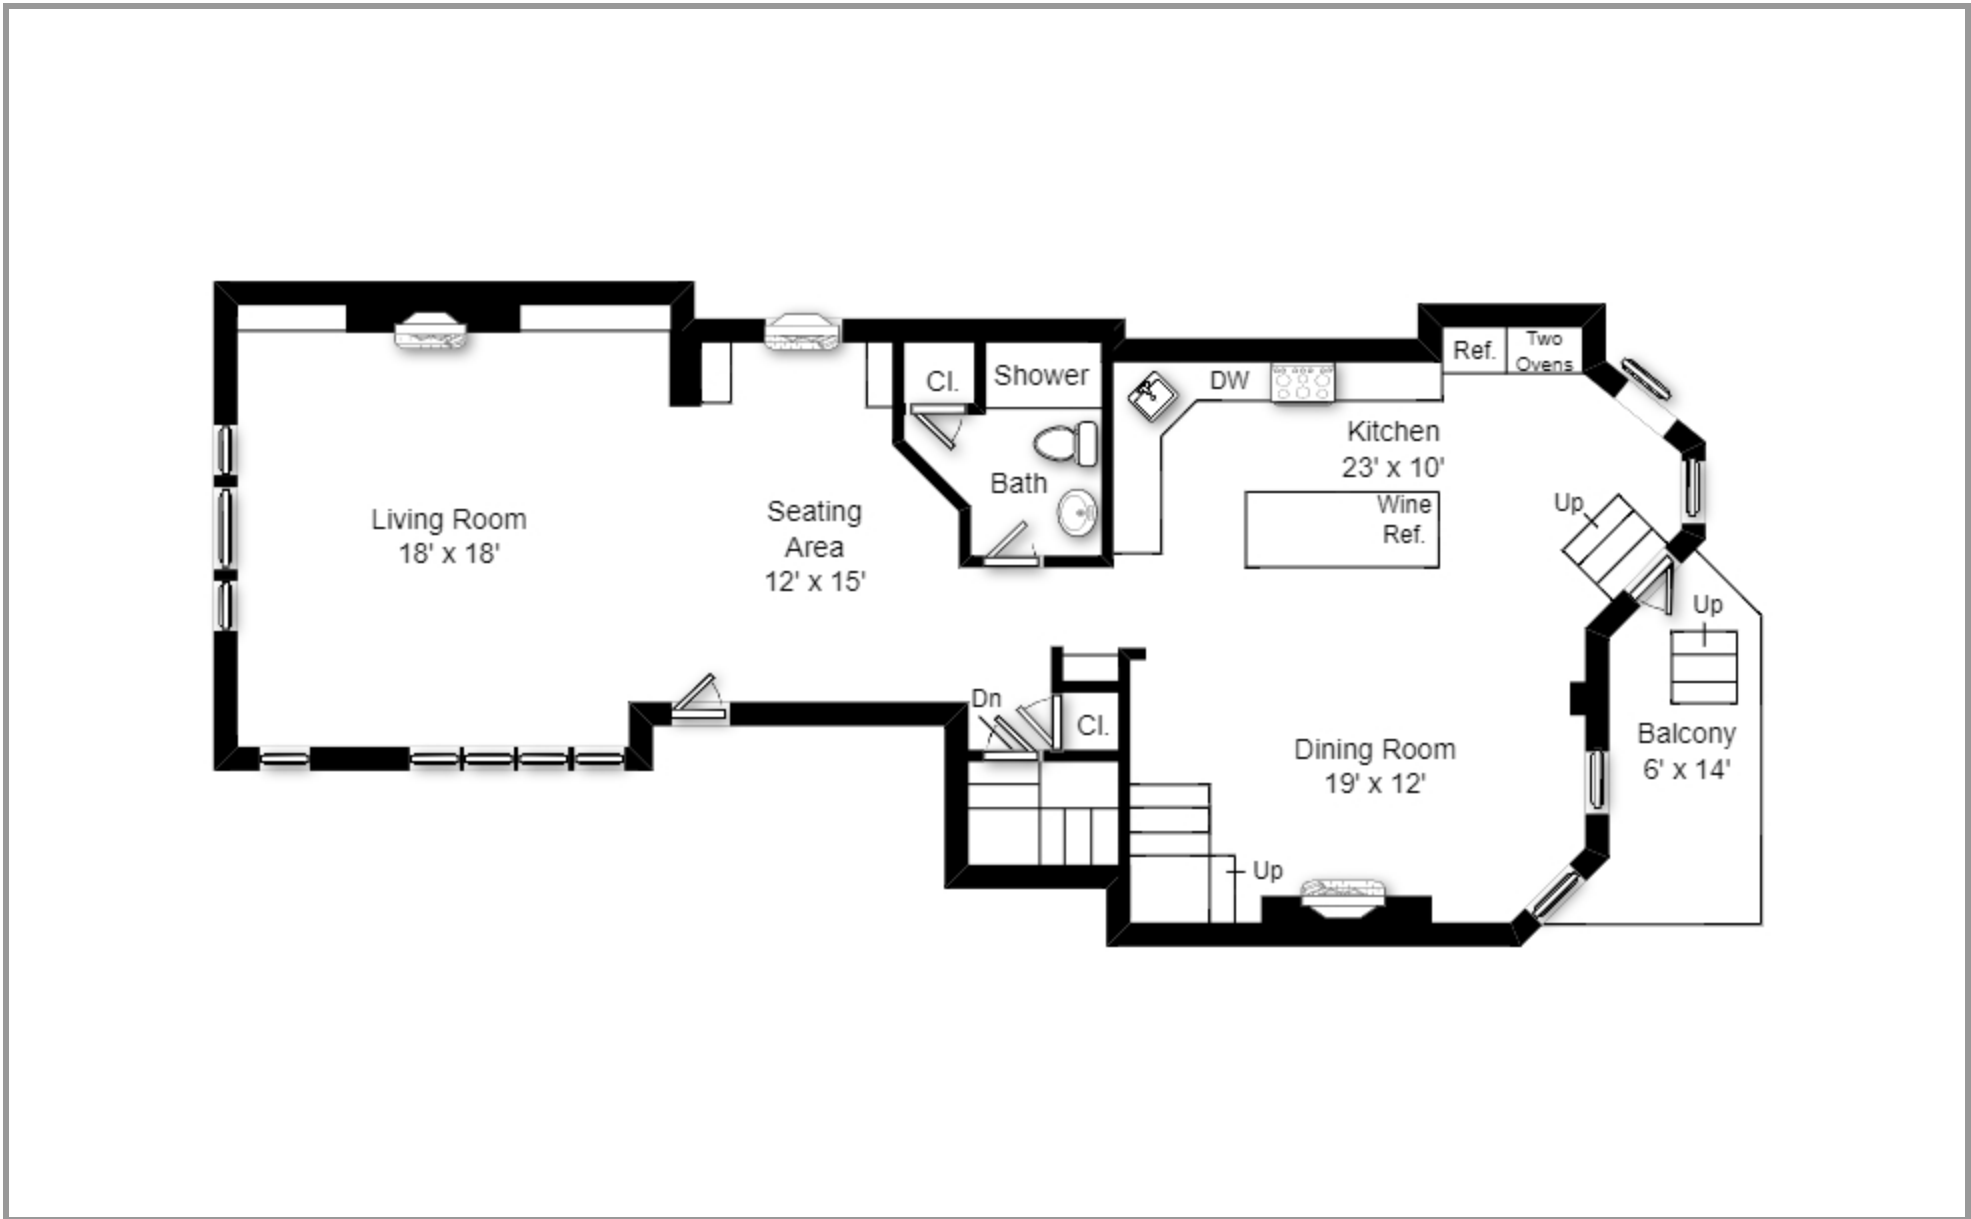 Two
Ref.
Ovens
Cl.
Shower
DW
Kitchen
23' x 10'
Bath
Wine
Ref.
Up
Living Room
18' x 18'
Seating
Area
12' x 15'
Up
Dn
Cl.
Dining Room
19' x 12'
Balcony
6' x 14'
Up